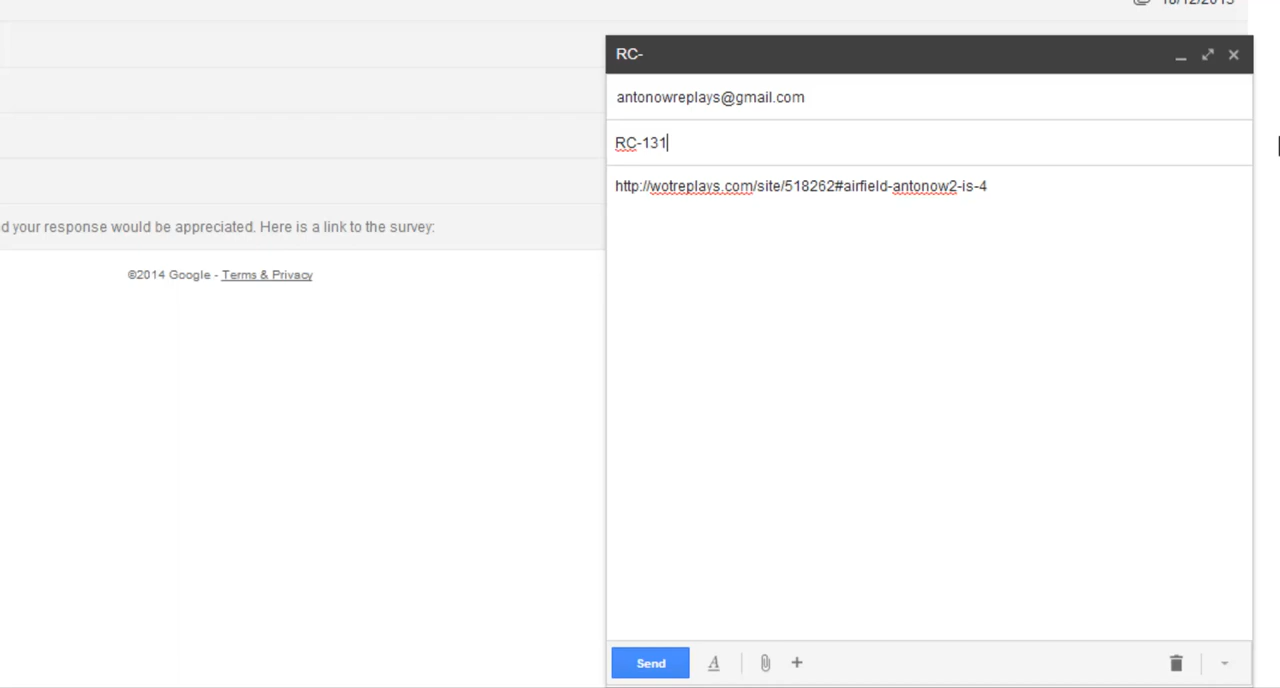 RC-
antonowreplays@gmail.com
RC-131
http://wotreplays.com/site/518262#airfield-antonow2-is-4
d your response would be appreciated. Here is a link to the survey:
©2014 Google - Terms & Privacy
Send
A